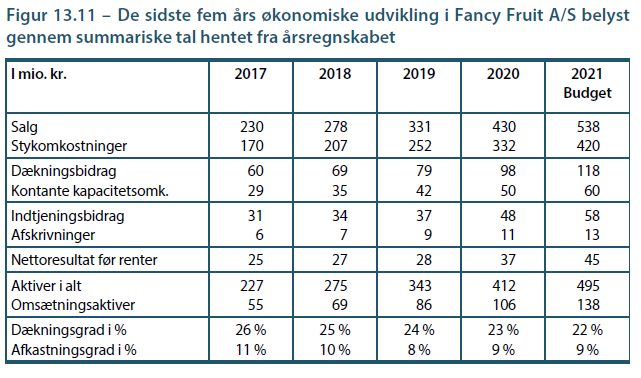 Figur 13.11 – De sidste fem års økonomiske udvikling i Fancy Fruit A/S belyst
gennem summariske tal hentet fra årsregnskabet
I mio. kr. 2017 2018 2019 2020 2021
Budget
Salg 230 278 331 430 538
Stykomkostninger 170 207 252 332 420
Dækningsbidrag 60 69 79 98 118
Kontante kapacitetsomk. 29 35 42 50 60
Indtjeningsbidrag 31 34 37 48 58
Afskrivninger 6 7 9 11 13
Nettoresultat før renter 25 27 28 37 45
Aktiver i alt 227 275 343 412 495
Omsætningsaktiver 55 69 86 106 138
Dækningsgrad i % 26 % 25 % 24 % 23 % 22 %
Afkastningsgrad i % 11 % 10 % 8 % 9 % 9 %